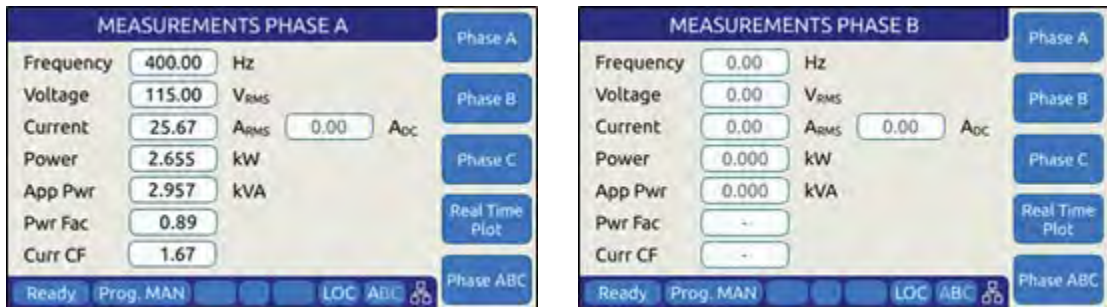 MEASUREMENTS PHASE A
Frequency 400.00 Hz
Voltage 115.00 VRMS
Current 25.67 ARMS 0.00 ADC
Power 2.655 kW
App Pwr 2.957 kVA
Pwr Fac 0.89
Curr CF 1.67
Ready Prog. MAN LOC ABC
Phase A
Phase B
Phase C
Real Time
Plot
Phase ABC
MEASUREMENTS PHASE B
Frequency 0.00 Hz
Voltage 0.00 VRMS
Current 0.00 ARMS 0.00 ADC
Power 0.000 kW
App Pwr 0.000 kVA
Pwr Fac -
Curr CF -
Ready Prog. MAN LOC ABC
Phase A
Phase B
Phase C
Real Time
Plot
Phase ABC